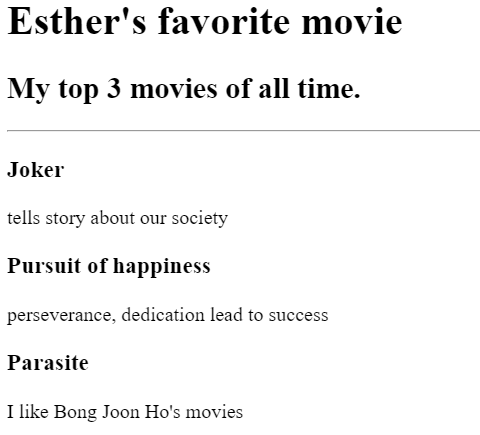 Esther's favorite movie
My top 3 movies of all time.
Joker
tells story about our society
Pursuit of happiness
perseverance, dedication lead to success
Parasite
I like Bong Joon Ho's movies